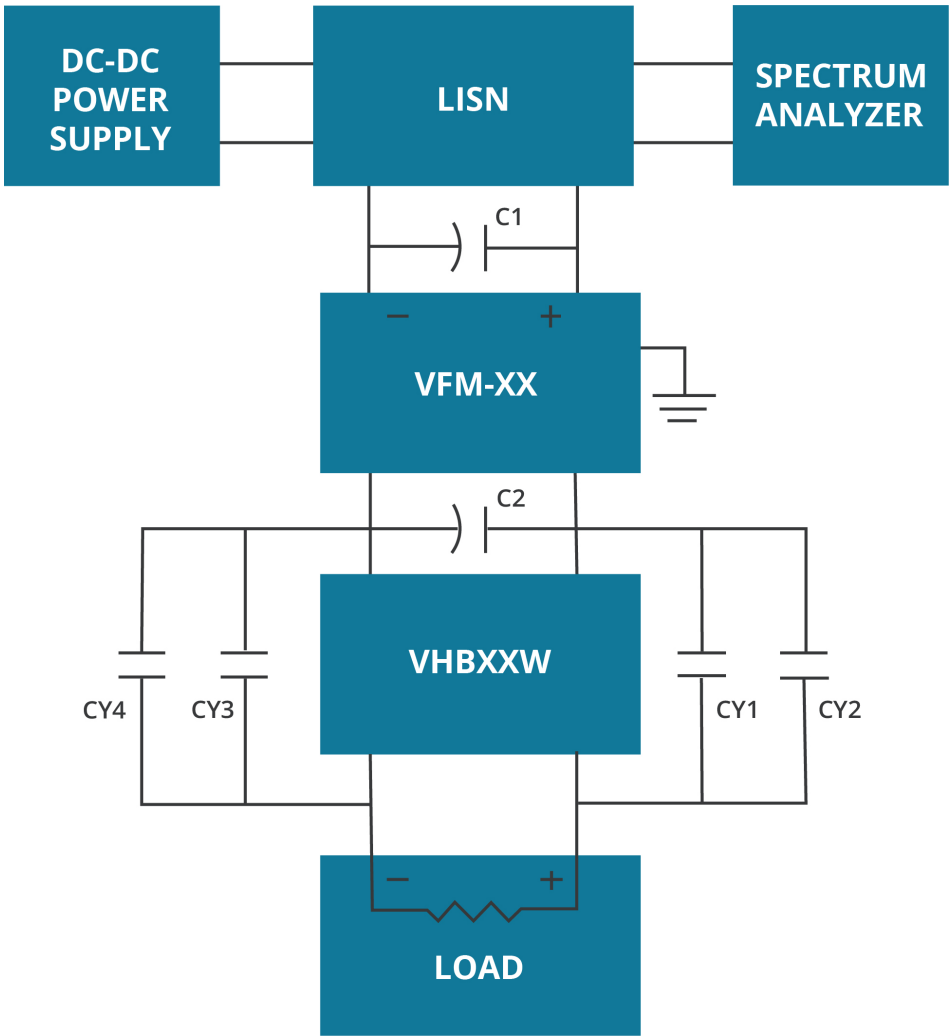 DC-DC
POWER
SUPPLY
LISN
SPECTRUM
ANALYZER
C1
− +
VFM-XX
C2
VHBXXW
CY4
CY3
CY1
CY2
− +
LOAD